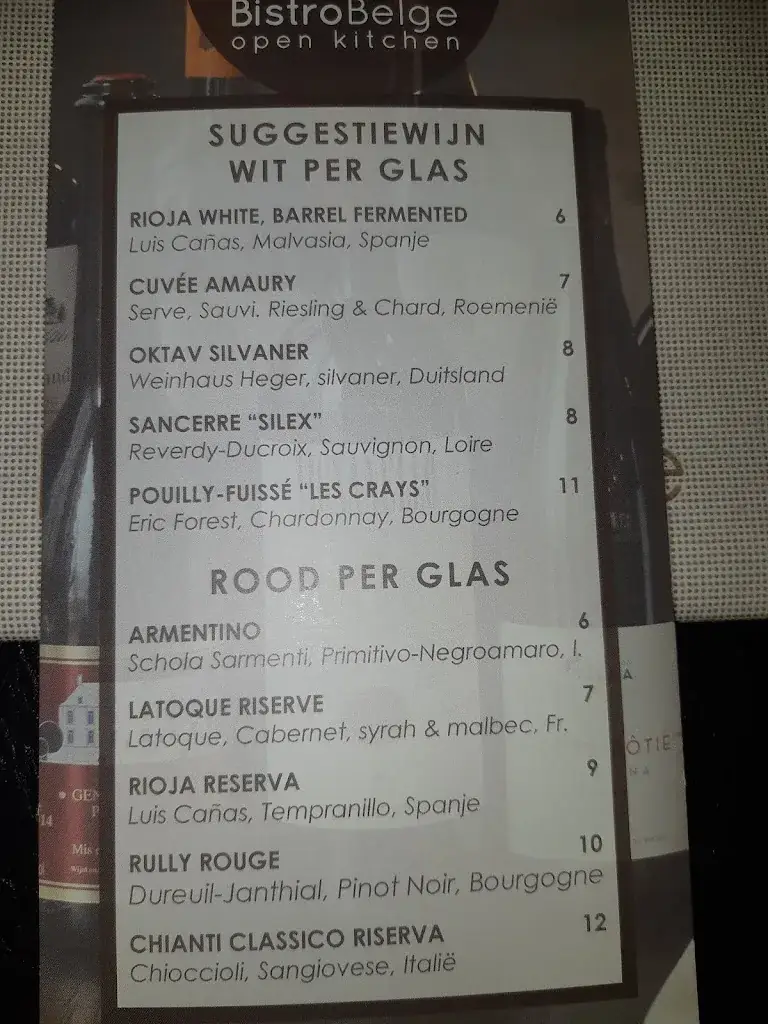 BistroBelge
open kitchen
SUGGESTIEWIJN
WIT PER GLAS
RIOJA WHITE, BARREL FERMENTED 6
Luis Cañas, Malvasia, Spanje
CUVÉE AMAURY 7
Serve, Sauvi. Riesling & Chard, Roemenië
OKTAV SILVANER 8
Weinhaus Heger, silvaner, Duitsland
SANCERRE “SILEX” 8
Reverdy-Ducroix, Sauvignon, Loire
POUILLY-FUISSÉ “LES CRAYS” 11
Eric Forest, Chardonnay, Bourgogne
ROOD PER GLAS
ARMENTINO 6
Schola Sarmenti, Primitivo-Negroamaro, I.
LATOQUE RISERVE 7
Latoque, Cabernet, syrah & malbec, Fr.
RIOJA RESERVA 9
Luis Cañas, Tempranillo, Spanje
RULLY ROUGE 10
Dureuil-Janthial, Pinot Noir, Bourgogne
CHIANTI CLASSICO RISERVA 12
Chioccioli, Sangiovese, Italië